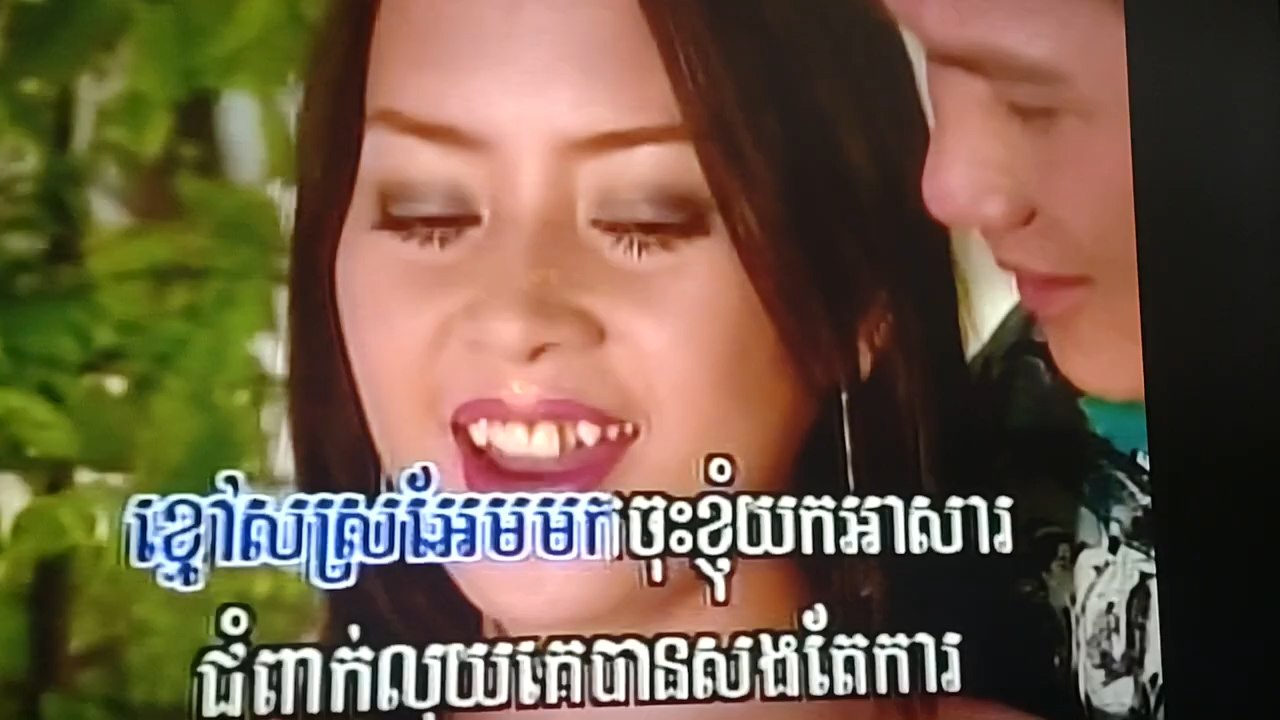 ខ្នៅសស្រអែមមកចុះខ្ញុំយកអាសារ
ជំពាក់លុយគេបានសងតែការ